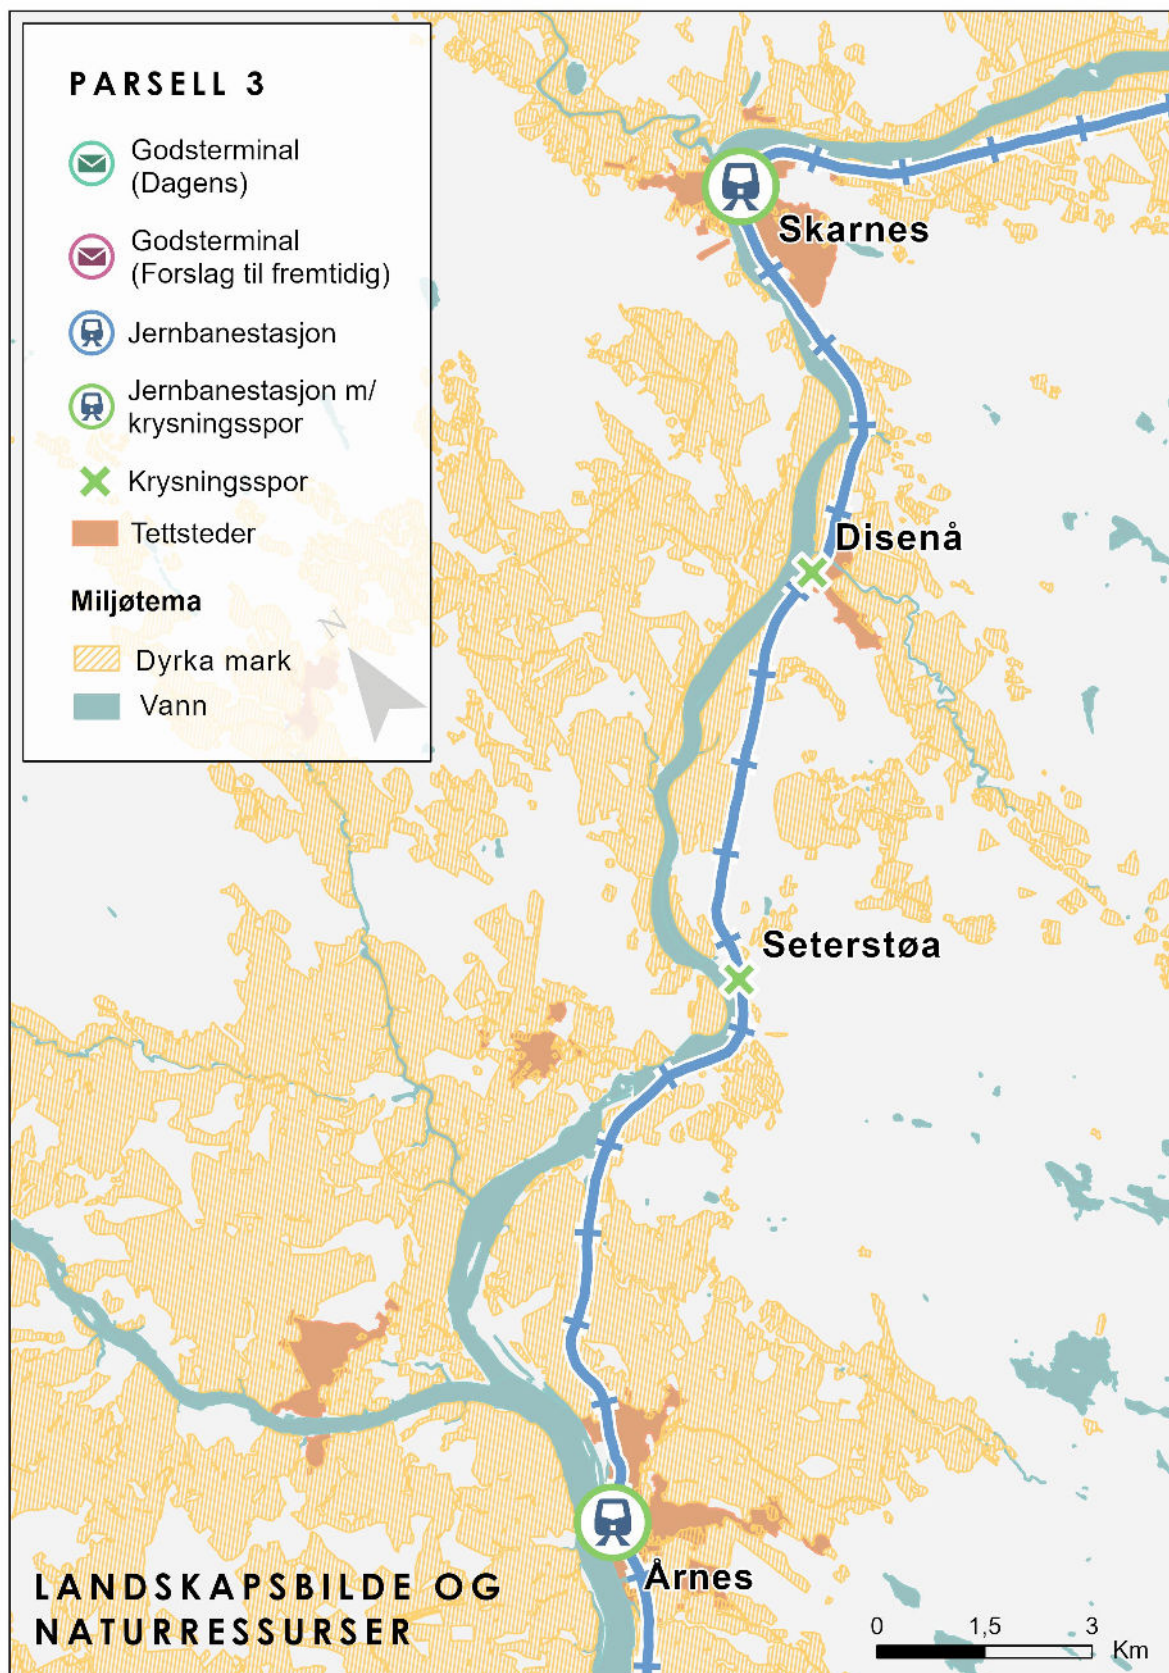 PARSELL 3
Godsterminal
(Dagens)
Godsterminal
(Forslag til fremtidig)
Jernbanestasjon
Jernbanestasjon m/
krysningsspor
Krysningsspor
Tettsteder
Miljøtema
Dyrka mark
Vann
N
Skarnes
Disenå
Seterstøa
Årnes
LANDSKAPSBILDE OG
NATURRESSURSER
0 1,5 3
Km